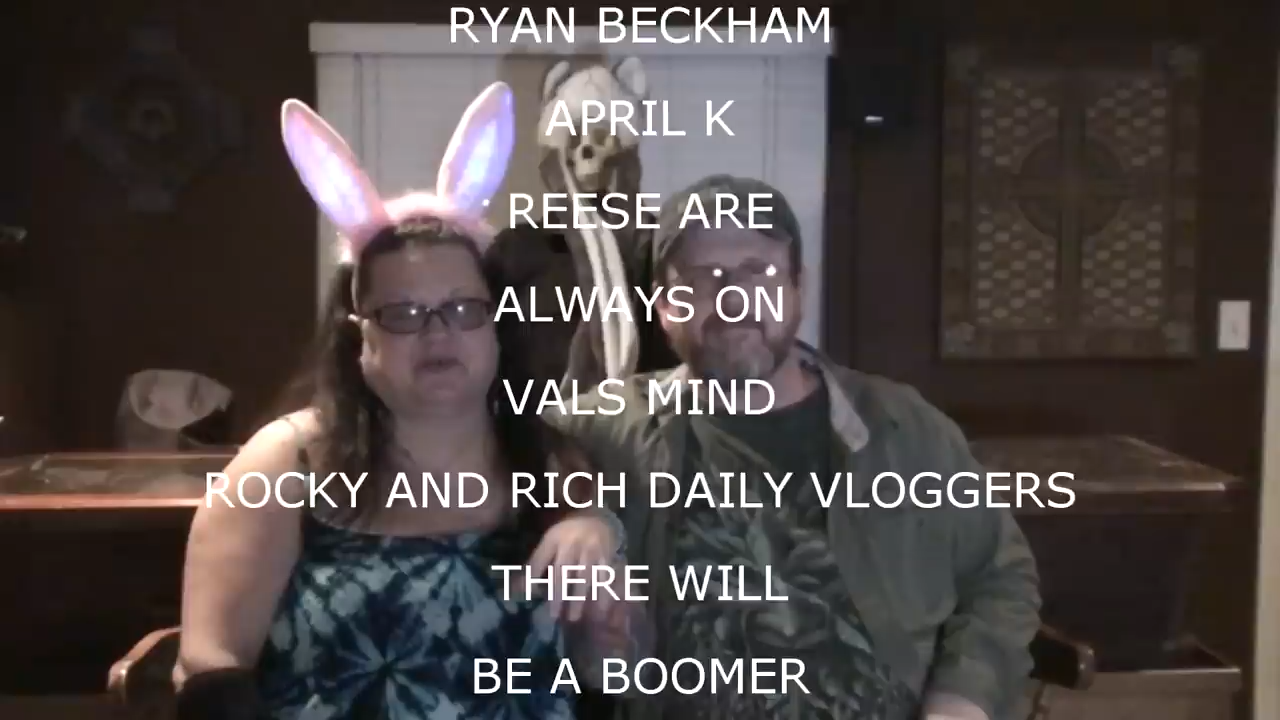 RYAN BECKHAM
APRIL K
REESE ARE
ALWAYS ON
VALS MIND
ROCKY AND RICH DAILY VLOGGERS
THERE WILL
BE A BOOMER